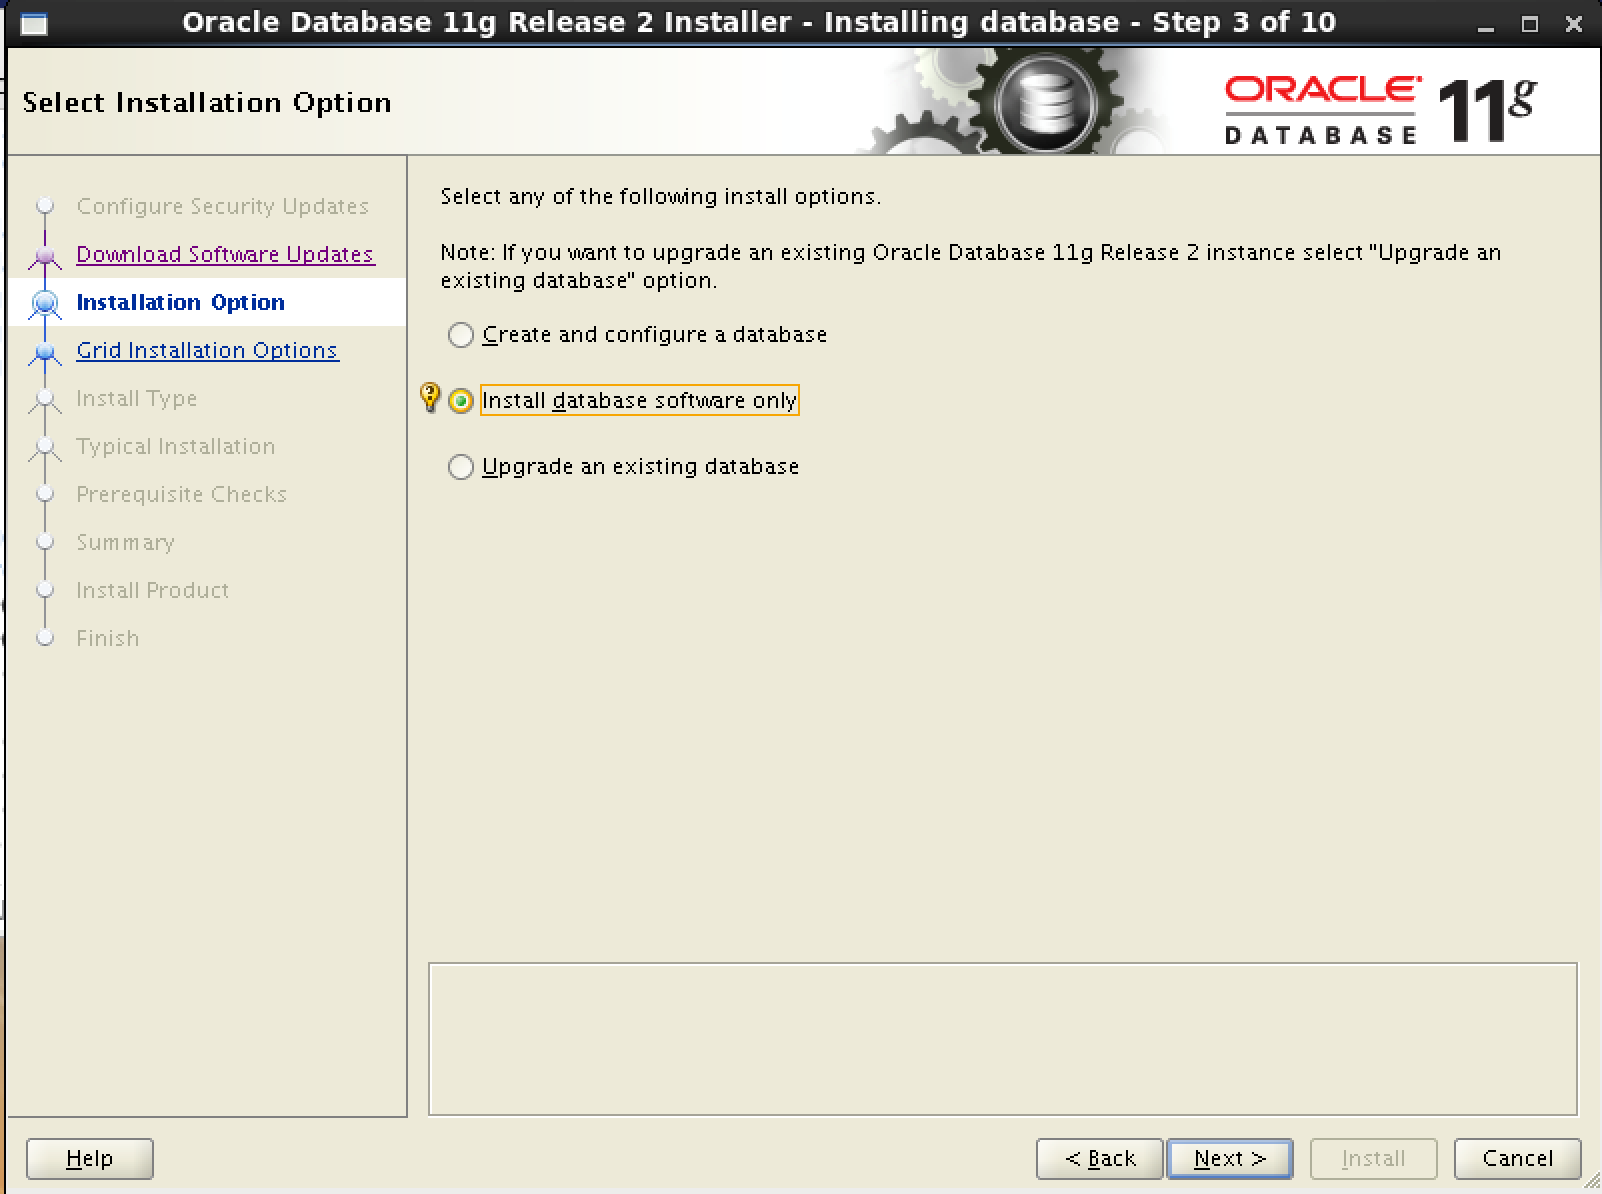 Oracle Database 11g Release 2 Installer - Installing database - Step 3 of 10
Select Installation Option
ORACLE
DATABASE
11g
Configure Security Updates
Download Software Updates
Installation Option
Grid Installation Options
Install Type
Typical Installation
Prerequisite Checks
Summary
Install Product
Finish
Select any of the following install options.
Note: If you want to upgrade an existing Oracle Database 11g Release 2 instance select "Upgrade an
existing database" option.
Create and configure a database
Install database software only
Upgrade an existing database
Help
< Back
Next >
Install
Cancel